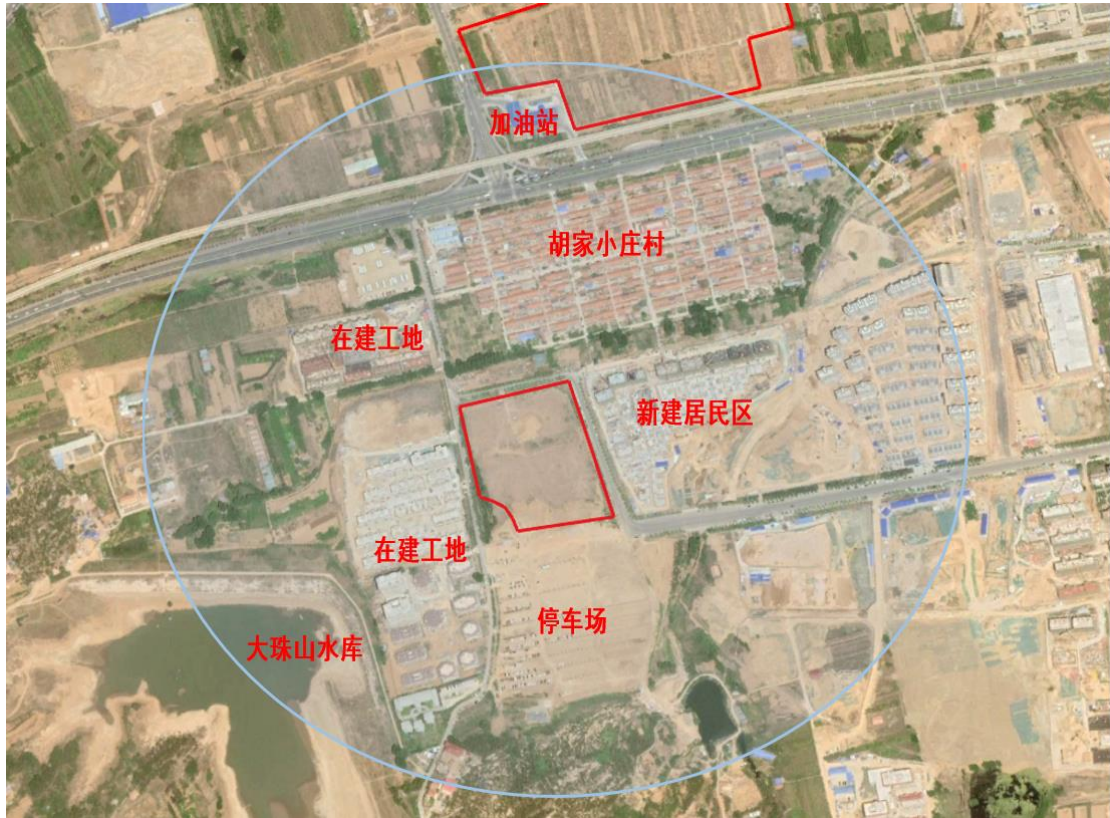 加油站
胡家小庄村
在建工地
新建居民区
在建工地
停车场
大珠山水库